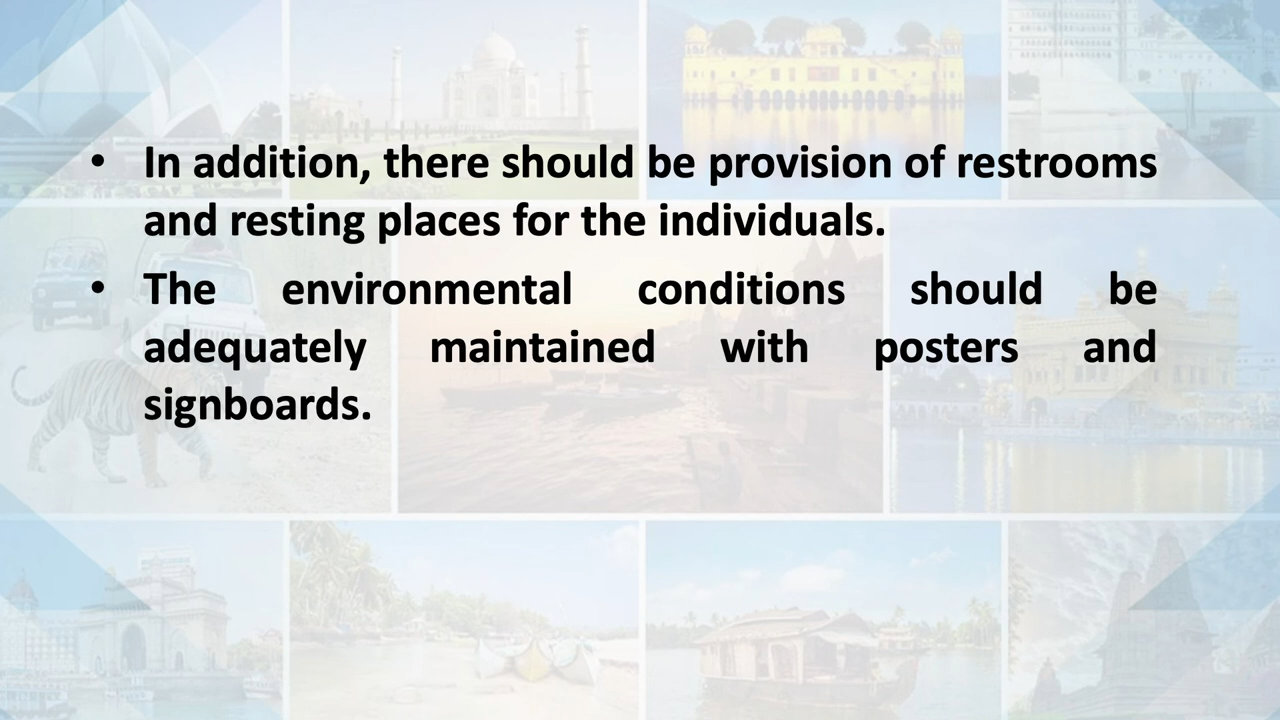 • In addition, there should be provision of restrooms
and resting places for the individuals.
• The environmental conditions should be
adequately maintained with posters and
signboards.